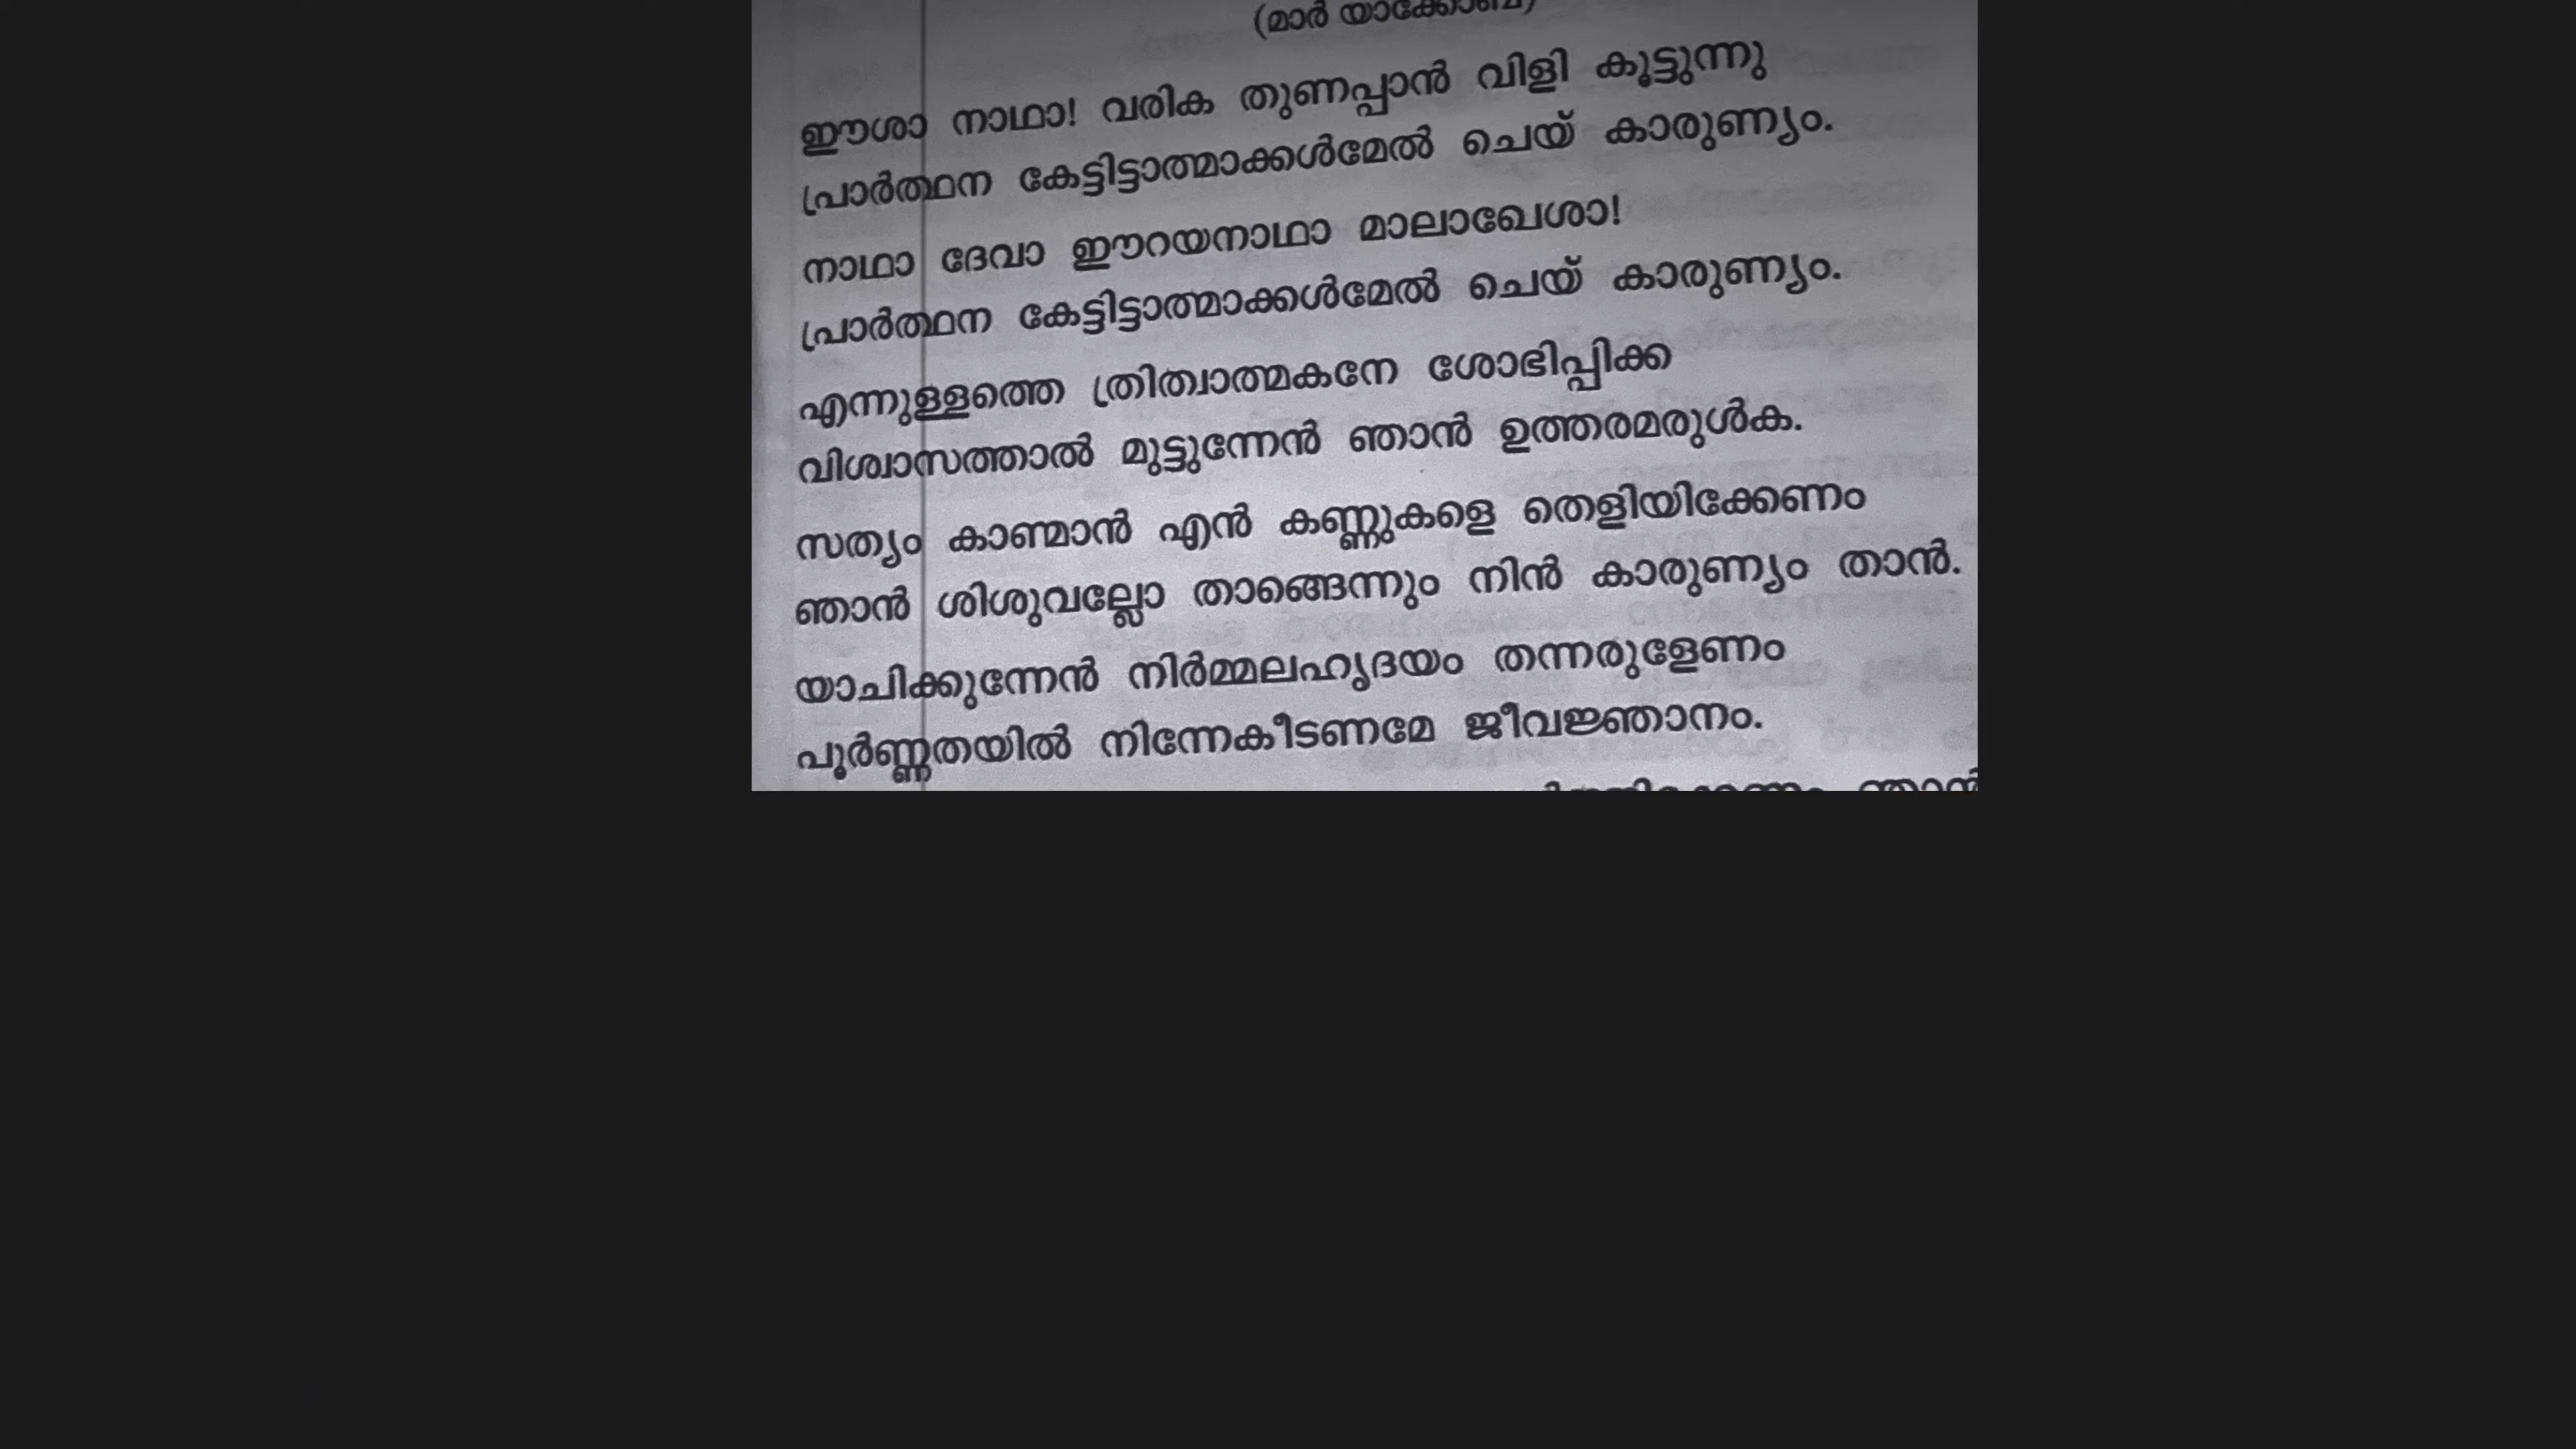 (മാർ യാക്കോബ്)
ഈശാ നാഥാ! വരിക തുണപ്പാൻ വിളി കൂട്ടുന്നു
പ്രാർത്ഥന കേട്ടിട്ടാത്മാക്കൾമേൽ ചെയ് കാരുണ്യം.
നാഥാ ദേവാ ഈറയനാഥാ മാലാഖേശാ!
പ്രാർത്ഥന കേട്ടിട്ടാത്മാക്കൾമേൽ ചെയ് കാരുണ്യം.
എന്നുള്ളത്തെ ത്രിത്വാത്മകനേ ശോഭിപ്പിക്ക
വിശ്വാസത്താൽ മുട്ടുന്നേൻ ഞാൻ ഉത്തരമരുൾക.
സത്യം കാണ്മാൻ എൻ കണ്ണുകളെ തെളിയിക്കേണം
ഞാൻ ശിശുവല്ലോ താങ്ങെന്നും നിൻ കാരുണ്യം താൻ.
യാചിക്കുന്നേൻ നിർമ്മലഹൃദയം തന്നരുളേണം
പൂർണ്ണതയിൽ നിന്നേകീടണമേ ജീവജ്ഞാനം.
ഞാൻ